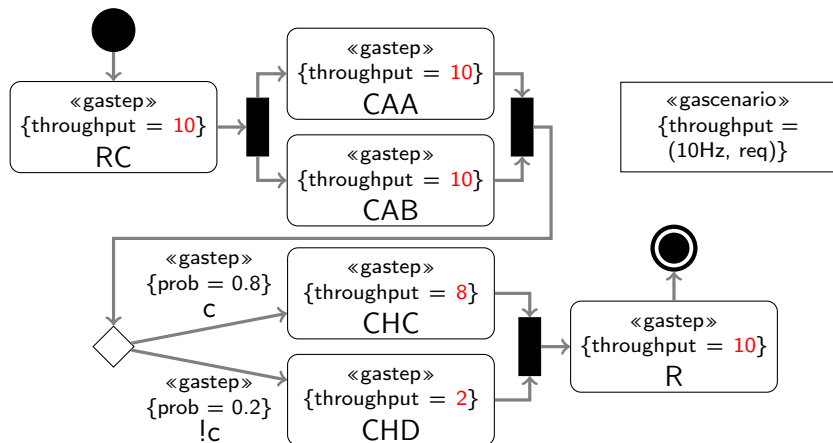 «gastep»
{throughput = 10}
RC
«gastep»
{throughput = 10}
CAA
«gastep»
{throughput = 10}
CAB
«gascenario»
{throughput =
(10Hz, req)}
«gastep»
{prob = 0.8}
c
«gastep»
{throughput = 8}
CHC
«gastep»
{prob = 0.2}
!c
«gastep»
{throughput = 2}
CHD
«gastep»
{throughput = 10}
R